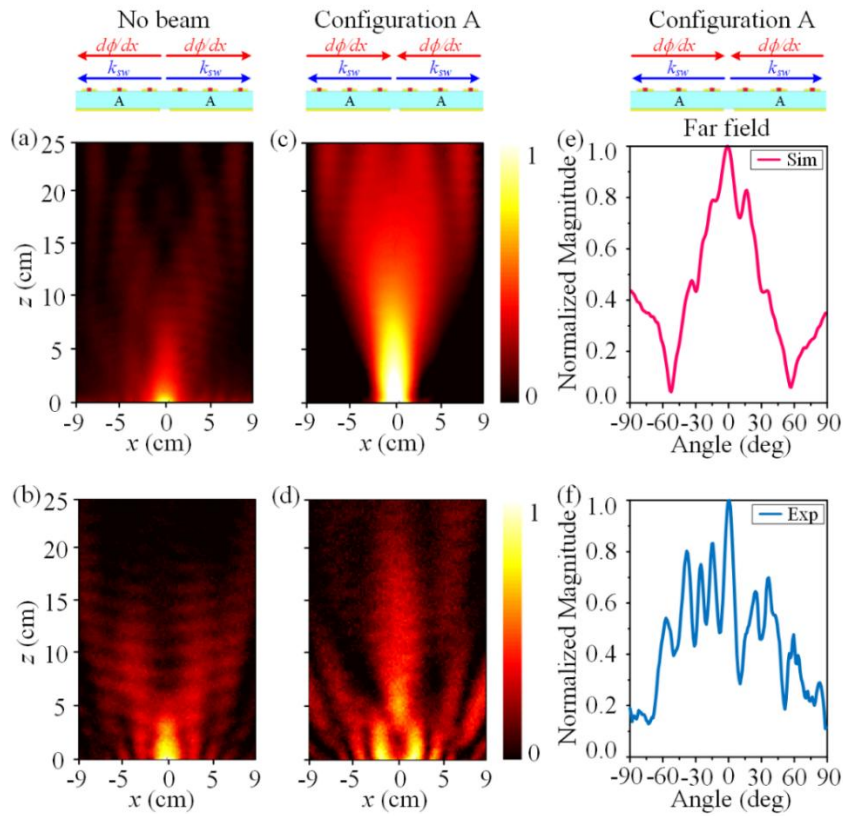 No beam
Configuration A
Configuration A
dϕ/dx dϕ/dx
dϕ/dx dϕ/dx
dϕ/dx dϕ/dx
k_sw k_sw
k_sw k_sw
k_sw k_sw
A A
A A
A A
(a)
25
20
15
10
5
0
z (cm)
-9 -5 0 5 9
x (cm)
(c)
-9 -5 0 5 9
x (cm)
1
0
(e)
Far field
Sim
1.0
0.8
0.6
0.4
0.2
0.0
Normalized Magnitude
-90 -60 -30 0 30 60 90
Angle (deg)
(b)
25
20
15
10
5
0
z (cm)
-9 -5 0 5 9
x (cm)
(d)
-9 -5 0 5 9
x (cm)
1
0
(f)
Exp
1.0
0.8
0.6
0.4
0.2
0.0
Normalized Magnitude
-90 -60 -30 0 30 60 90
Angle (deg)